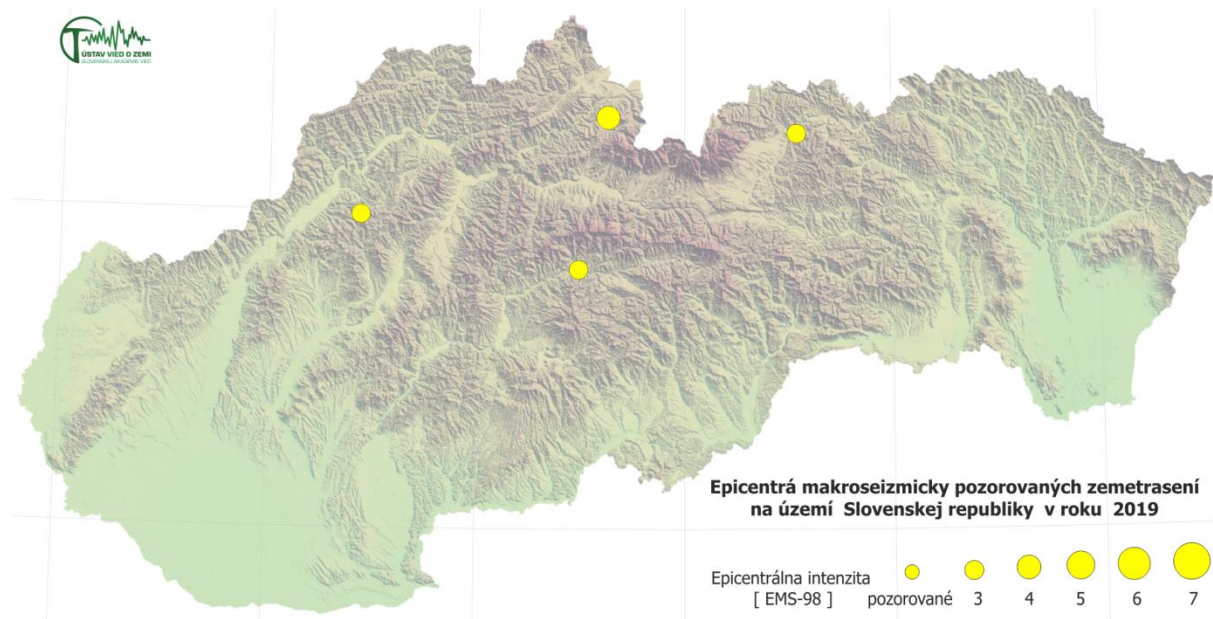 ÚSTAV VIED O ZEMI
SLOVENSKEJ AKADÉMIE VIED
Epicentrá makroseizmicky pozorovaných zemetrasení
na území Slovenskej republiky v roku 2019
Epicentrálna intenzita
[ EMS-98 ]
pozorované 3 4 5 6 7